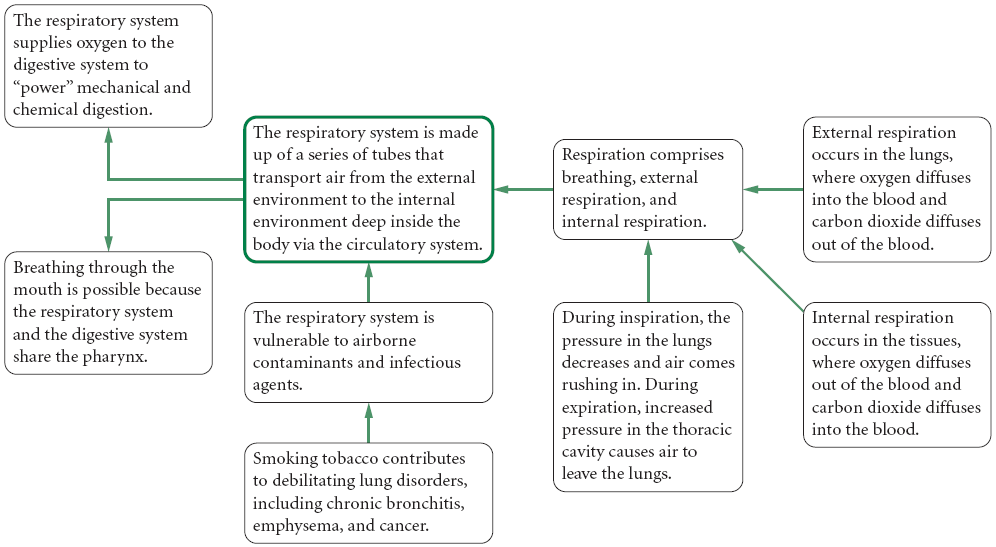 The respiratory system
supplies oxygen to the
digestive system to
“power” mechanical and
chemical digestion.
Breathing through the
mouth is possible because
the respiratory system
and the digestive system
share the pharynx.
The respiratory system is made
up of a series of tubes that
transport air from the external
environment to the internal
environment deep inside the
body via the circulatory system.
The respiratory system is
vulnerable to airborne
contaminants and infectious
agents.
Smoking tobacco contributes
to debilitating lung disorders,
including chronic bronchitis,
emphysema, and cancer.
Respiration comprises
breathing, external
respiration, and
internal respiration.
During inspiration, the
pressure in the lungs
decreases and air comes
rushing in. During
expiration, increased
pressure in the thoracic
cavity causes air to
leave the lungs.
External respiration
occurs in the lungs,
where oxygen diffuses
into the blood and
carbon dioxide diffuses
out of the blood.
Internal respiration
occurs in the tissues,
where oxygen diffuses
out of the blood and
carbon dioxide diffuses
into the blood.